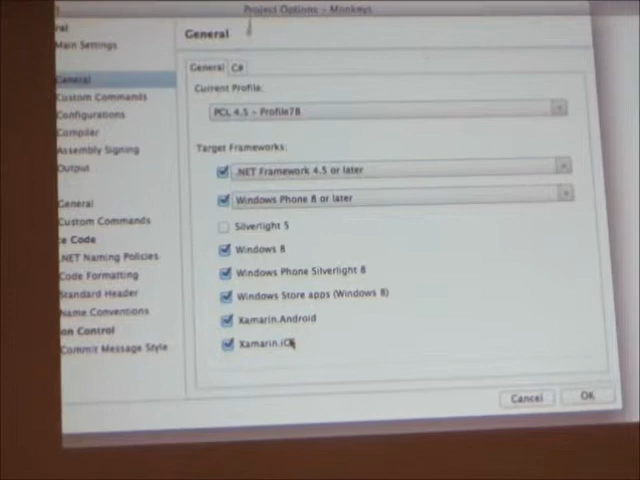 Project Options - Monkeys
Main Settings
General
Custom Commands
Configurations
Compiler
Assembly Signing
Output
General
Custom Commands
e Code
.NET Naming Policies
Code Formatting
Standard Header
Name Conventions
on Control
Commit Message Style
General
General C#
Current Profile:
PCL 4.5 - Profile78
Target Frameworks:
.NET Framework 4.5 or later
Windows Phone 8 or later
Silverlight 5
Windows 8
Windows Phone Silverlight 8
Windows Store apps (Windows 8)
Xamarin.Android
Xamarin.iOS
Cancel OK